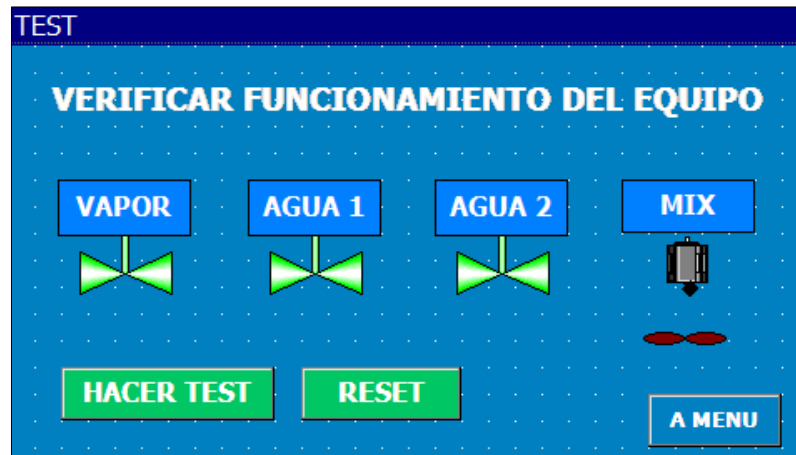 TEST
VERIFICAR FUNCIONAMIENTO DEL EQUIPO
VAPOR
AGUA 1
AGUA 2
MIX
HACER TEST
RESET
A MENU